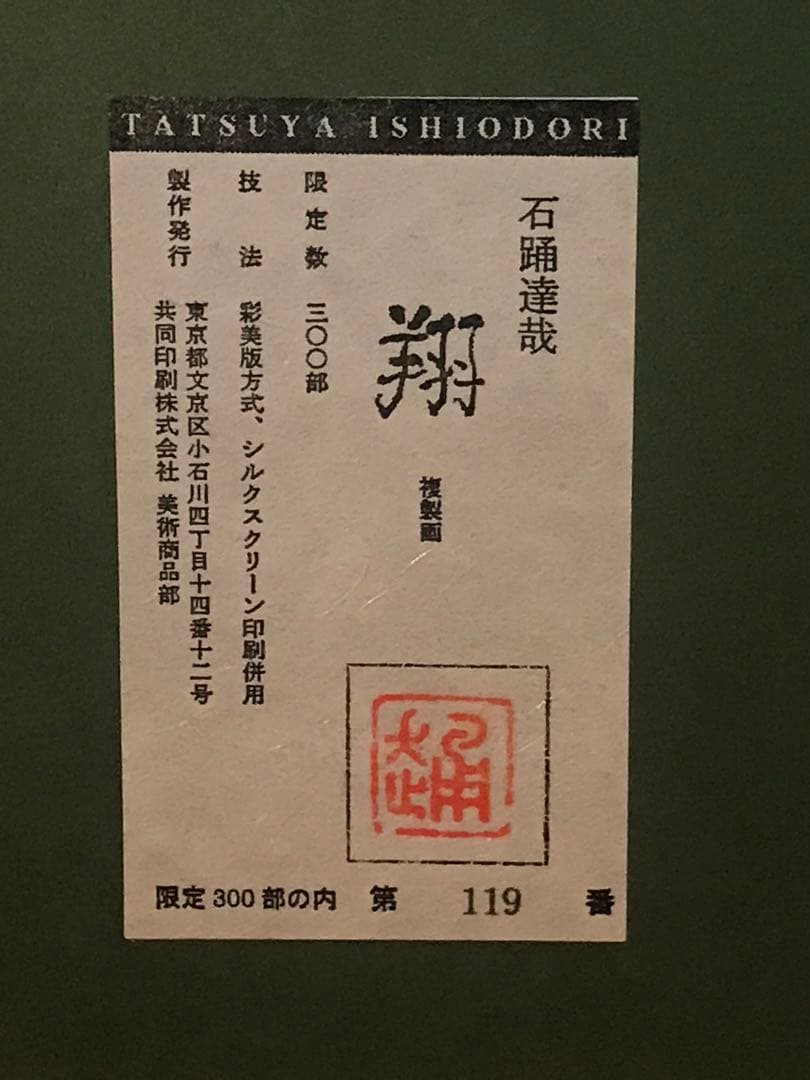 TATSUYA ISHIODORI
石踊達哉
翔
複製画
限定数 三〇〇部
技法 彩美版方式、シルクスクリーン印刷併用
製作発行 東京都文京区小石川四丁目十四番十二号
共同印刷株式会社 美術商品部
踊
限定300部の内 第 119 番